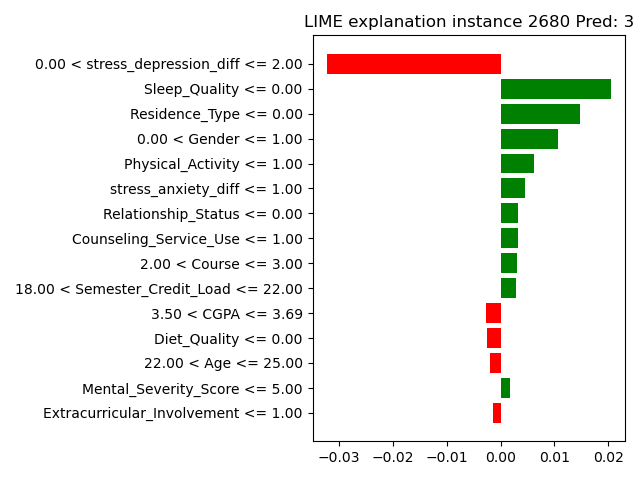 LIME explanation instance 2680 Pred: 3
0.00 < stress_depression_diff <= 2.00
Sleep_Quality <= 0.00
Residence_Type <= 0.00
0.00 < Gender <= 1.00
Physical_Activity <= 1.00
stress_anxiety_diff <= 1.00
Relationship_Status <= 0.00
Counseling_Service_Use <= 1.00
2.00 < Course <= 3.00
18.00 < Semester_Credit_Load <= 22.00
3.50 < CGPA <= 3.69
Diet_Quality <= 0.00
22.00 < Age <= 25.00
Mental_Severity_Score <= 5.00
Extracurricular_Involvement <= 1.00
−0.03 −0.02 −0.01 0.00 0.01 0.02